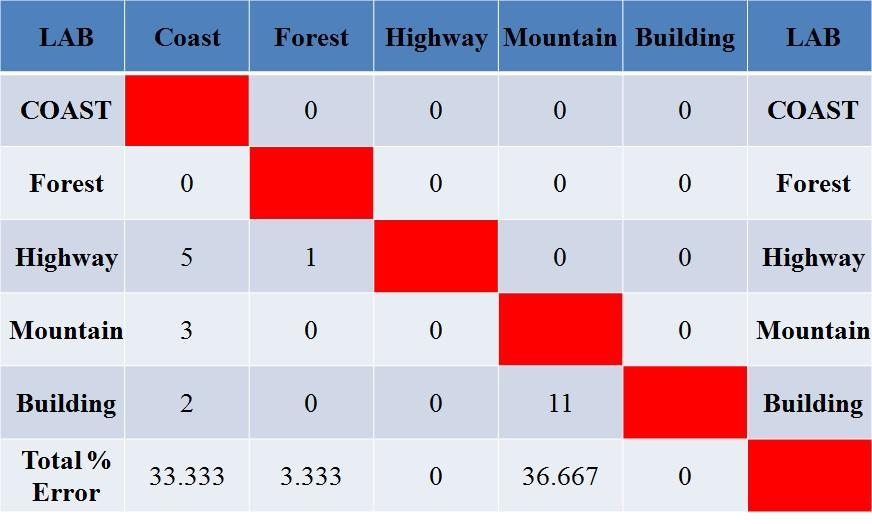 LAB Coast Forest Highway Mountain Building LAB
COAST 0 0 0 0 COAST
Forest 0 0 0 0 Forest
Highway 5 1 0 0 Highway
Mountain 3 0 0 0 Mountain
Building 2 0 0 11 Building
Total % Error 33.333 3.333 0 36.667 0